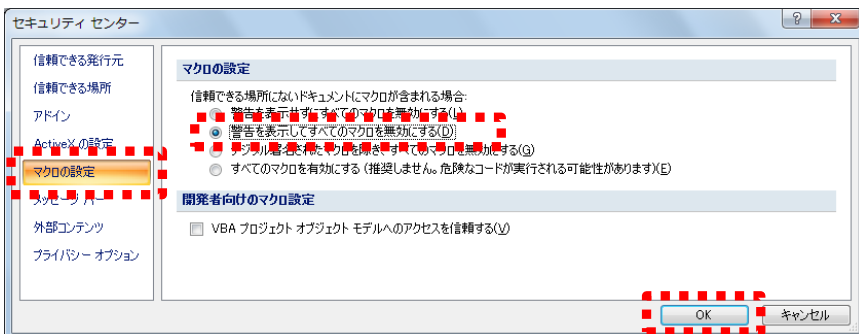 セキュリティ センター
信頼できる発行元
信頼できる場所
アドイン
ActiveX の設定
マクロの設定
メッセージ バー
外部コンテンツ
プライバシー オプション
マクロの設定
信頼できる場所にないドキュメントにマクロが含まれる場合:
警告を表示せずにすべてのマクロを無効にする(L)
警告を表示してすべてのマクロを無効にする(D)
デジタル署名されたマクロを除き、すべてのマクロを無効にする(G)
すべてのマクロを有効にする (推奨しません。危険なコードが実行される可能性があります)(E)
開発者向けのマクロ設定
VBA プロジェクト オブジェクト モデルへのアクセスを信頼する(V)
OK
キャンセル